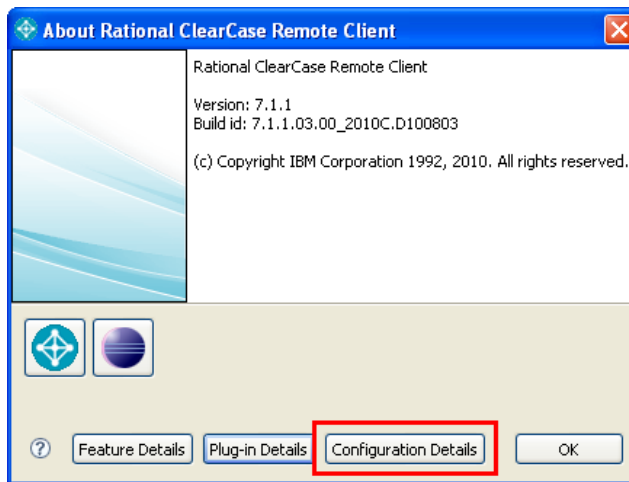 About Rational ClearCase Remote Client
Rational ClearCase Remote Client
Version: 7.1.1
Build id: 7.1.1.03.00_2010C.D100803
(c) Copyright IBM Corporation 1992, 2010. All rights reserved.
? Feature Details Plug-in Details Configuration Details OK